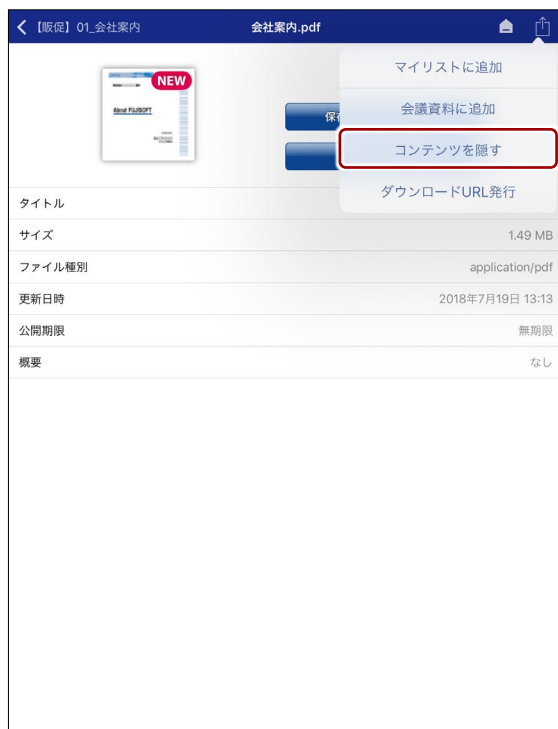 【販促】01_会社案内
会社案内.pdf
マイリストに追加
会議資料に追加
コンテンツを隠す
ダウンロードURL発行
NEW
About FUJISOFT
保存
タイトル
サイズ
1.49 MB
ファイル種別
application/pdf
更新日時
2018年7月19日 13:13
公開期限
無期限
概要
なし